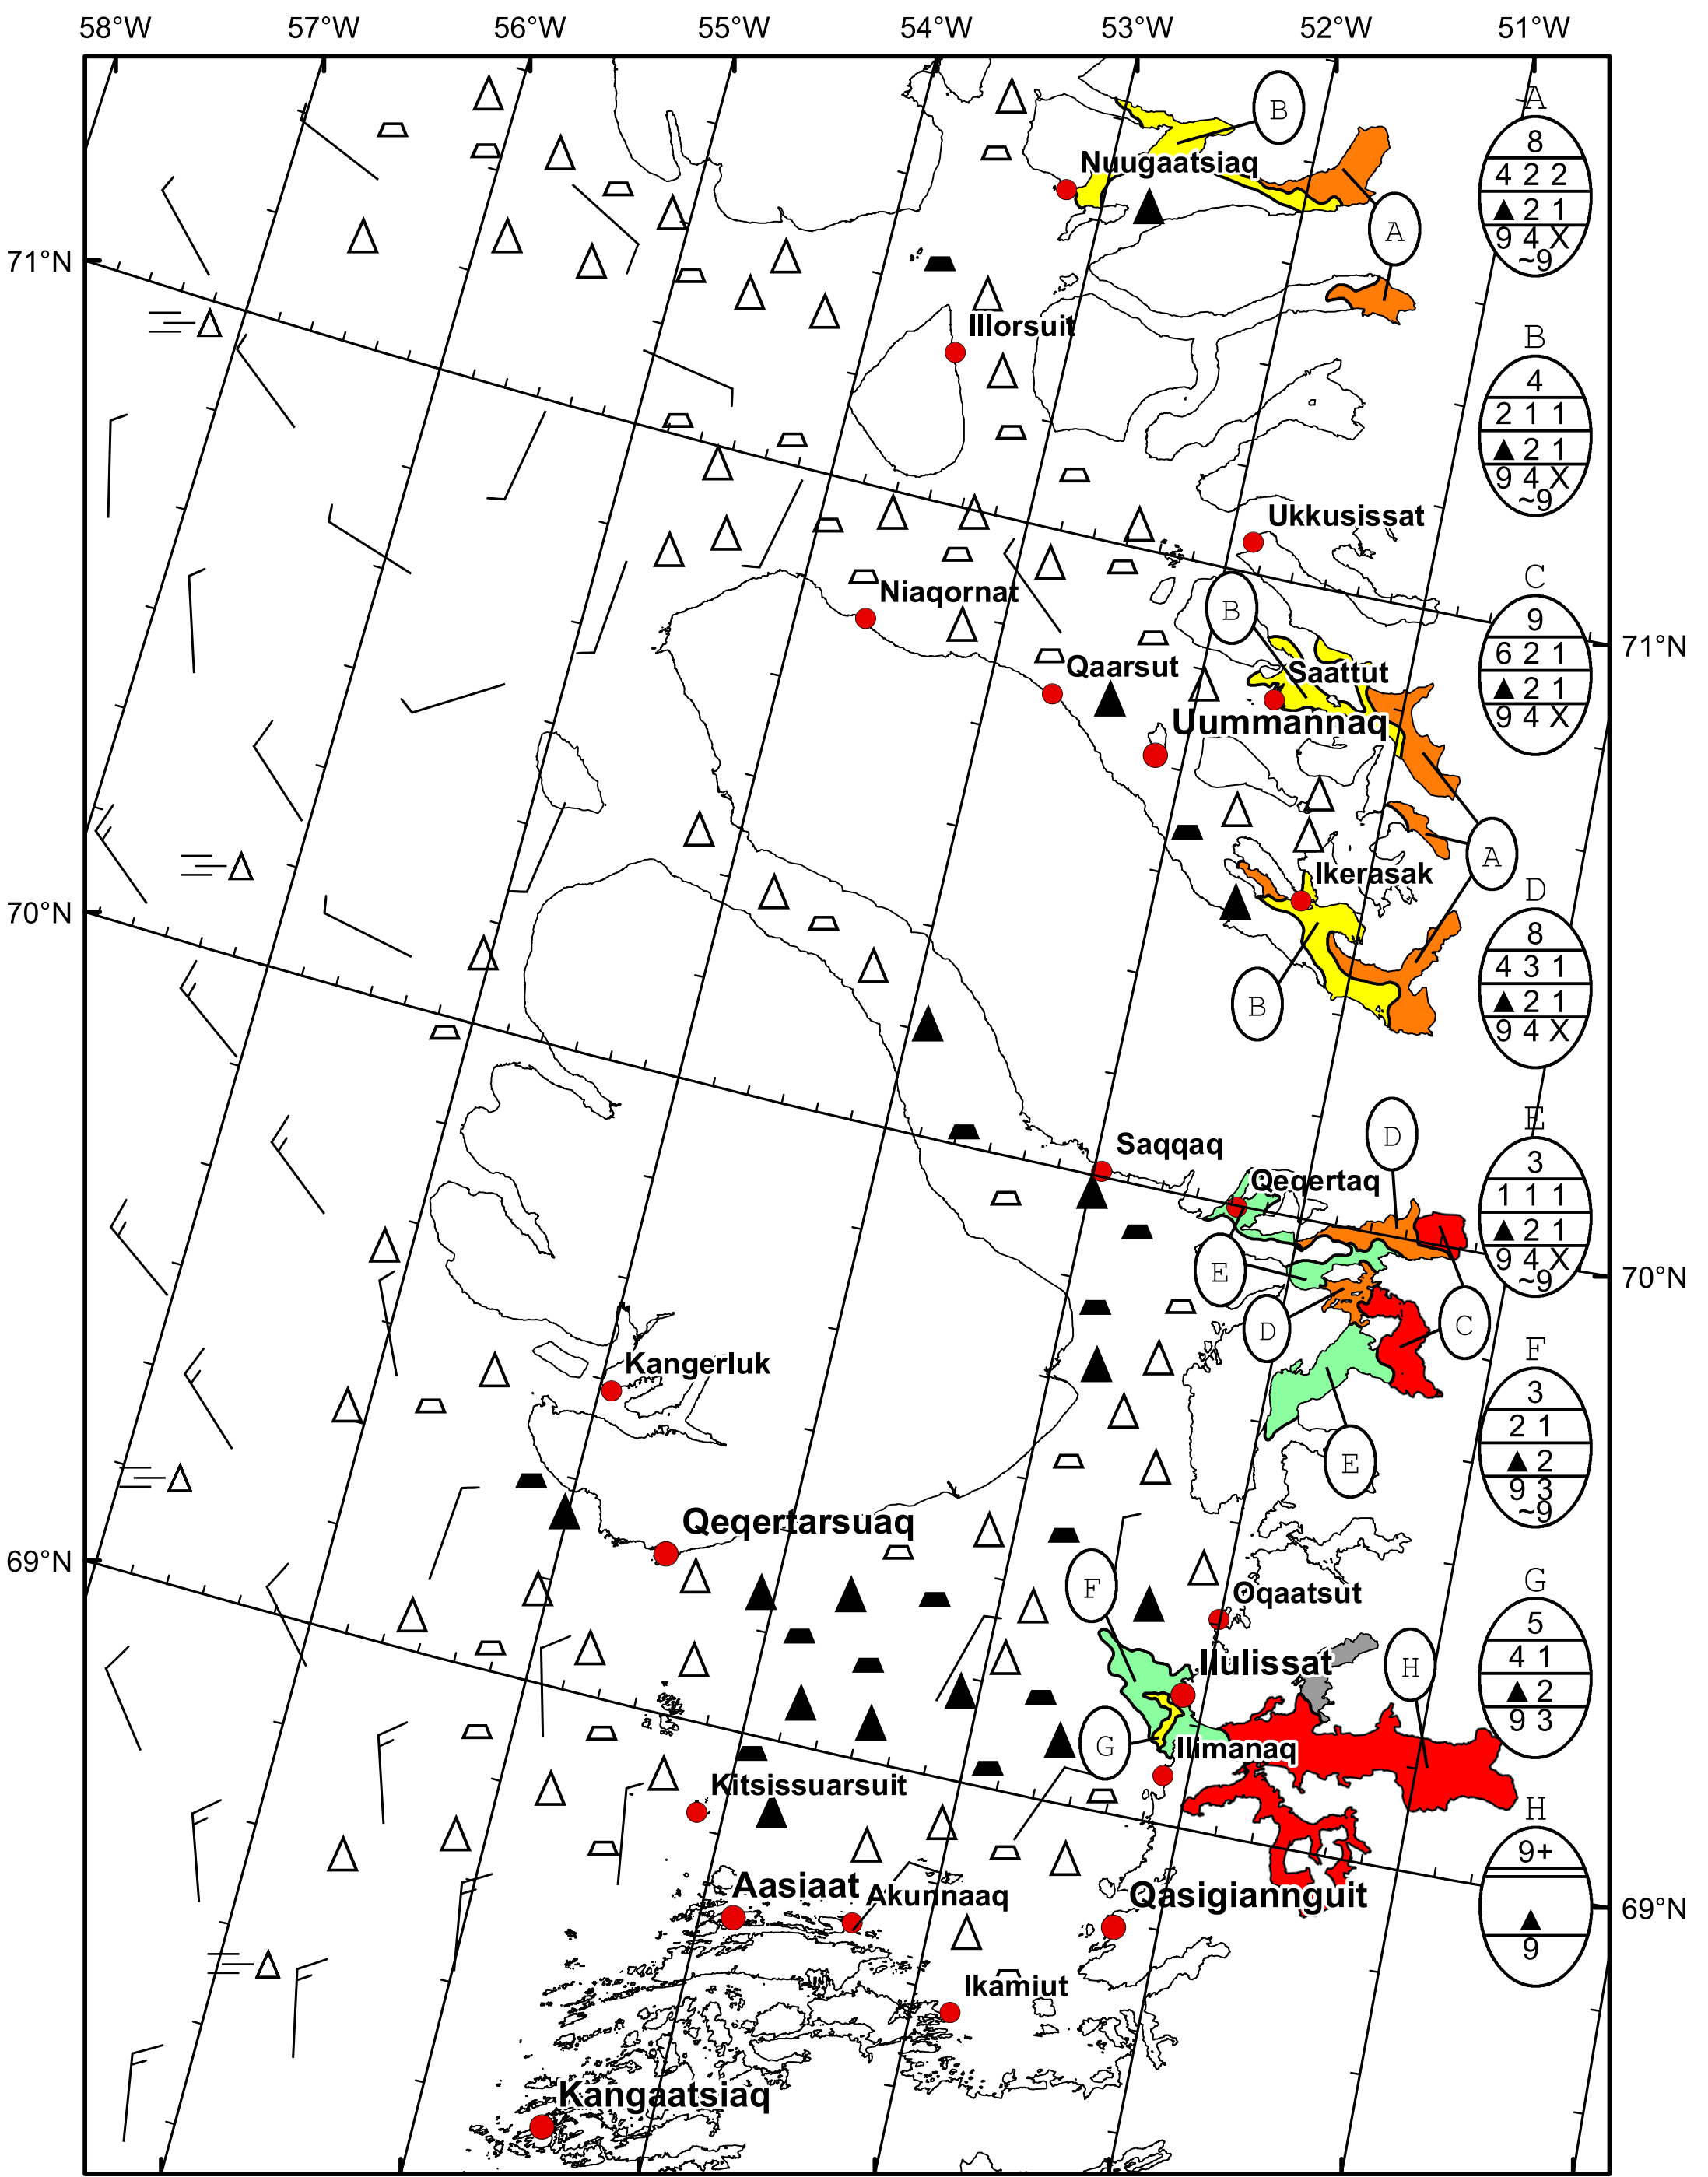 58°W 57°W 56°W 55°W 54°W 53°W 52°W 51°W
A
8
4 2 2
▲ 2 1
9 4 X
~9
B
Nuugaatsiaq
A
71°N
Illorsuit
B
4
2 1 1
▲ 2 1
9 4 X
~9
Ukkusissat
Niaqornat
B
C
9
6 2 1
▲ 2 1
9 4 X
71°N
Qaarsut
Saattut
Uummannaq
A
Ikerasak
70°N
B
D
8
4 3 1
▲ 2 1
9 4 X
D
Saqqaq
Qeqertaq
E
3
1 1 1
▲ 2 1
9 4 X
~9
E
70°N
D
C
Kangerluk
E
F
3
2 1
▲ 2
9 3
~9
Qeqertarsuaq
69°N
F
Oqaatsut
Ilulissat
H
G
5
4 1
▲ 2
9 3
G
Ilimanaq
Kitsissuarsuit
H
9+
▲
9
Aasiaat
Akunnaaq
Qasigiannguit
69°N
Ikamiut
Kangaatsiaq